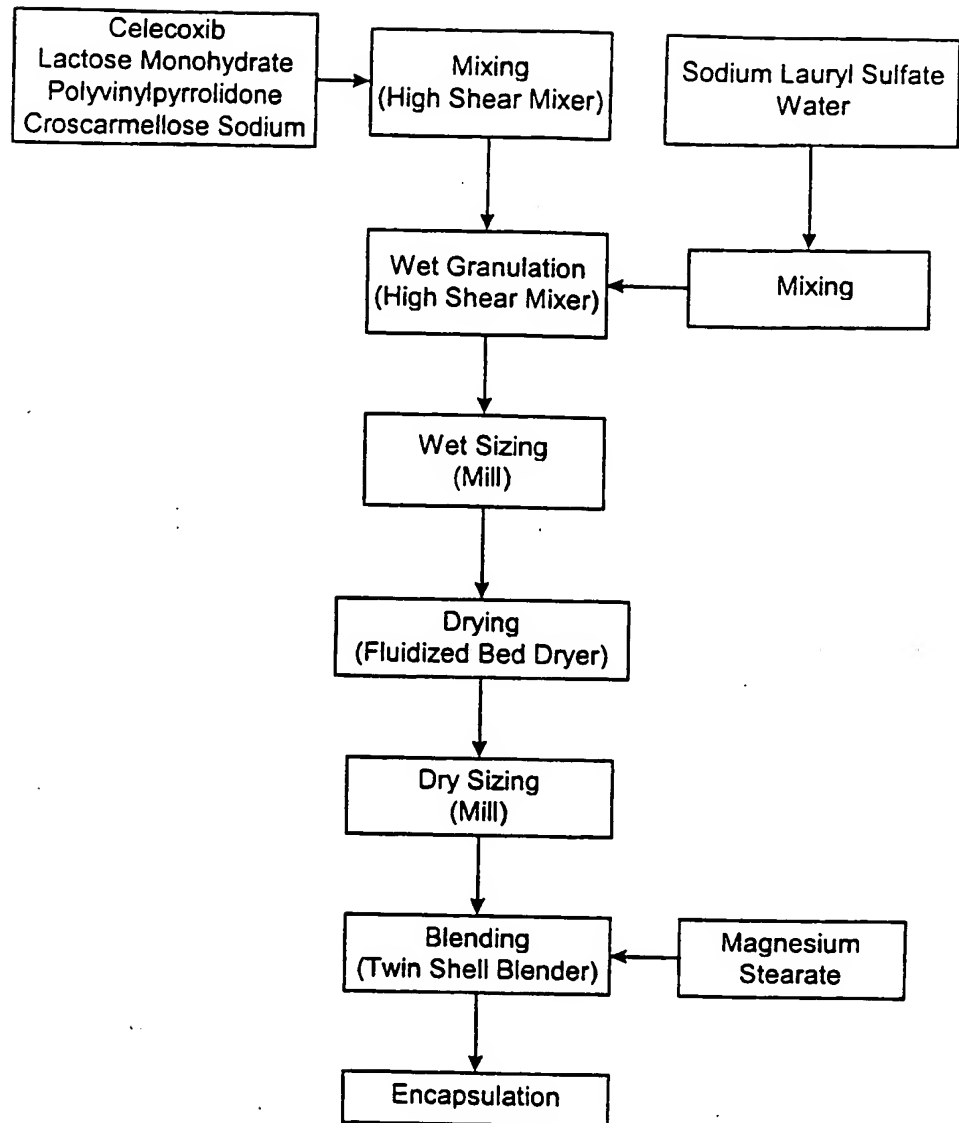 Celecoxib
Lactose Monohydrate
Polyvinylpyrrolidone
Croscarmellose Sodium
Mixing
(High Shear Mixer)
Sodium Lauryl Sulfate
Water
Wet Granulation
(High Shear Mixer)
Mixing
Wet Sizing
(Mill)
Drying
(Fluidized Bed Dryer)
Dry Sizing
(Mill)
Blending
(Twin Shell Blender)
Magnesium
Stearate
Encapsulation